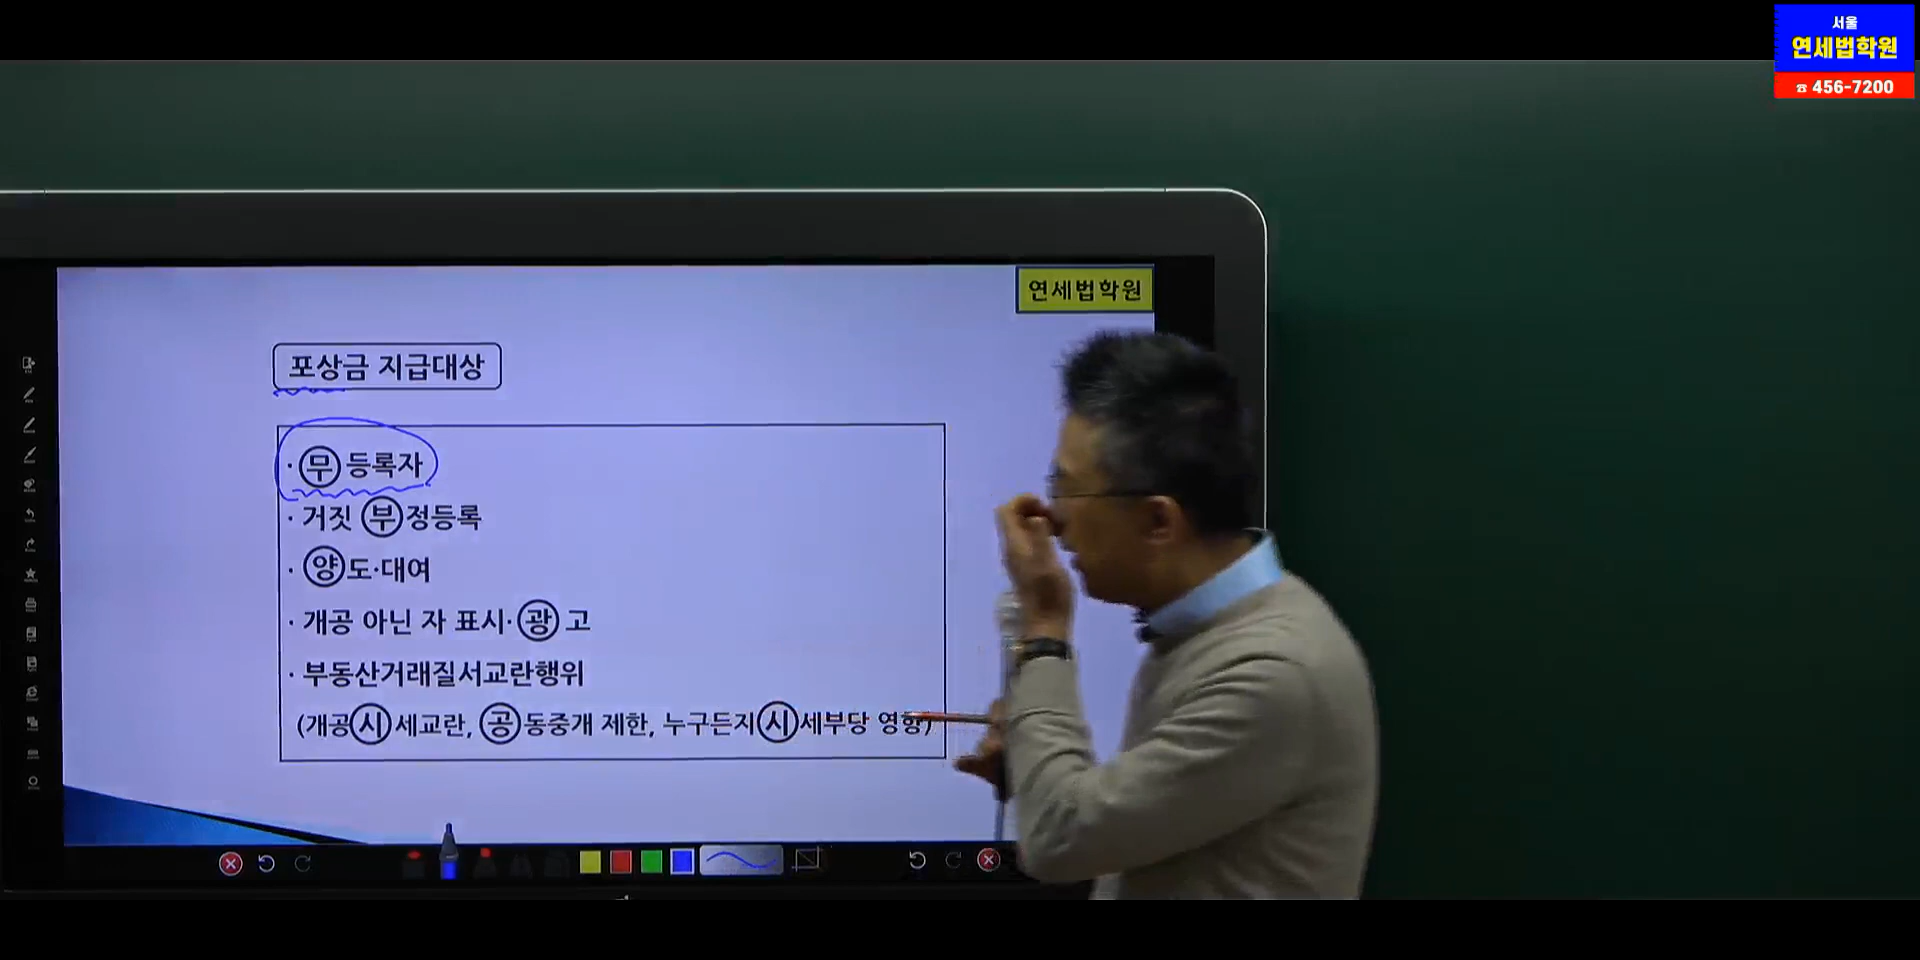 서울
연세법학원
☎ 456-7200
연세법학원
포상금 지급대상
· 무등록자
· 거짓 부정등록
· 양도·대여
· 개공 아닌 자 표시·광고
· 부동산거래질서교란행위
(개공시세교란, 공동중개 제한, 누구든지시세부당 영향)